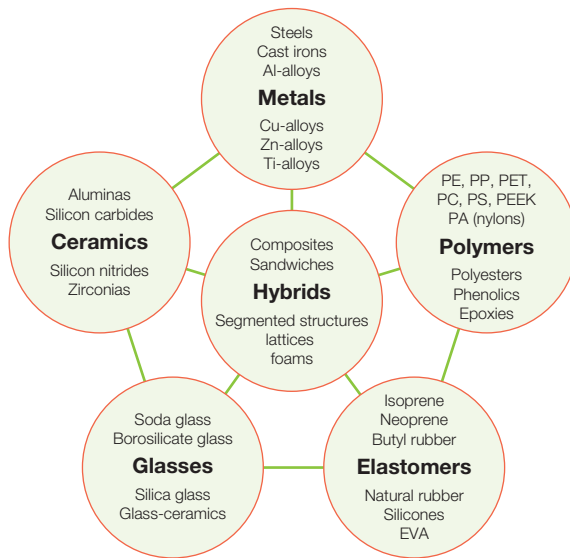 Steels
Cast irons
Al-alloys
Metals
Cu-alloys
Zn-alloys
Ti-alloys
Aluminas
Silicon carbides
Ceramics
Silicon nitrides
Zirconias
PE, PP, PET,
PC, PS, PEEK
PA (nylons)
Polymers
Polyesters
Phenolics
Epoxies
Composites
Sandwiches
Hybrids
Segmented structures
lattices
foams
Soda glass
Borosilicate glass
Glasses
Silica glass
Glass-ceramics
Isoprene
Neoprene
Butyl rubber
Elastomers
Natural rubber
Silicones
EVA